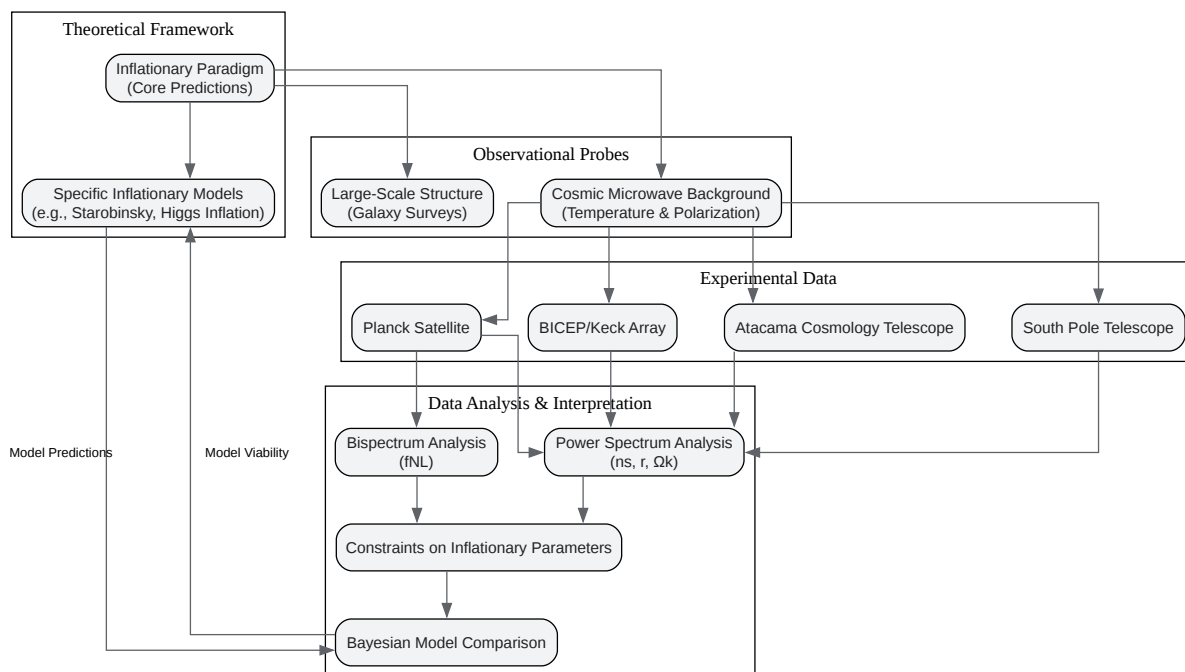 Theoretical Framework
Inflationary Paradigm
(Core Predictions)
Specific Inflationary Models
(e.g., Starobinsky, Higgs Inflation)
Observational Probes
Large-Scale Structure
(Galaxy Surveys)
Cosmic Microwave Background
(Temperature & Polarization)
Experimental Data
Planck Satellite
BICEP/Keck Array
Atacama Cosmology Telescope
South Pole Telescope
Data Analysis & Interpretation
Bispectrum Analysis
(fNL)
Power Spectrum Analysis
(ns, r, Ωk)
Model Predictions
Model Viability
Constraints on Inflationary Parameters
Bayesian Model Comparison